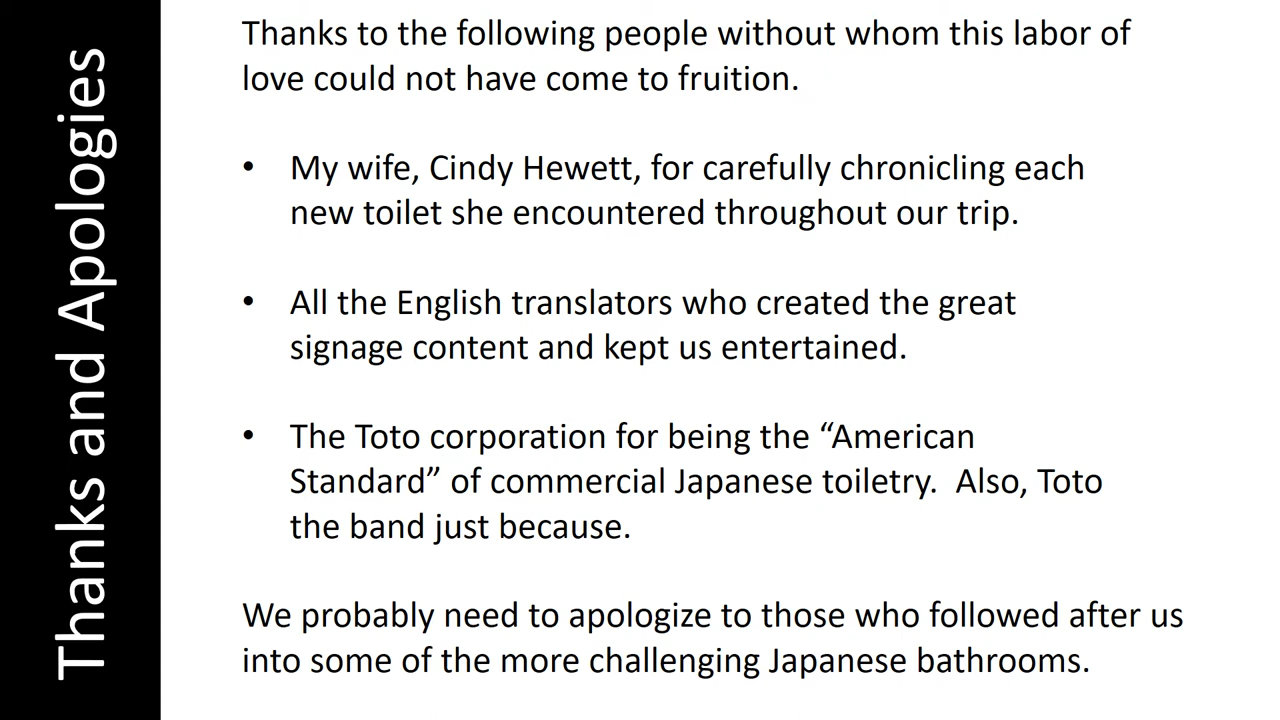 Thanks and Apologies
Thanks to the following people without whom this labor of
love could not have come to fruition.
• My wife, Cindy Hewett, for carefully chronicling each
new toilet she encountered throughout our trip.
• All the English translators who created the great
signage content and kept us entertained.
• The Toto corporation for being the “American
Standard” of commercial Japanese toiletry.  Also, Toto
the band just because.
We probably need to apologize to those who followed after us
into some of the more challenging Japanese bathrooms.